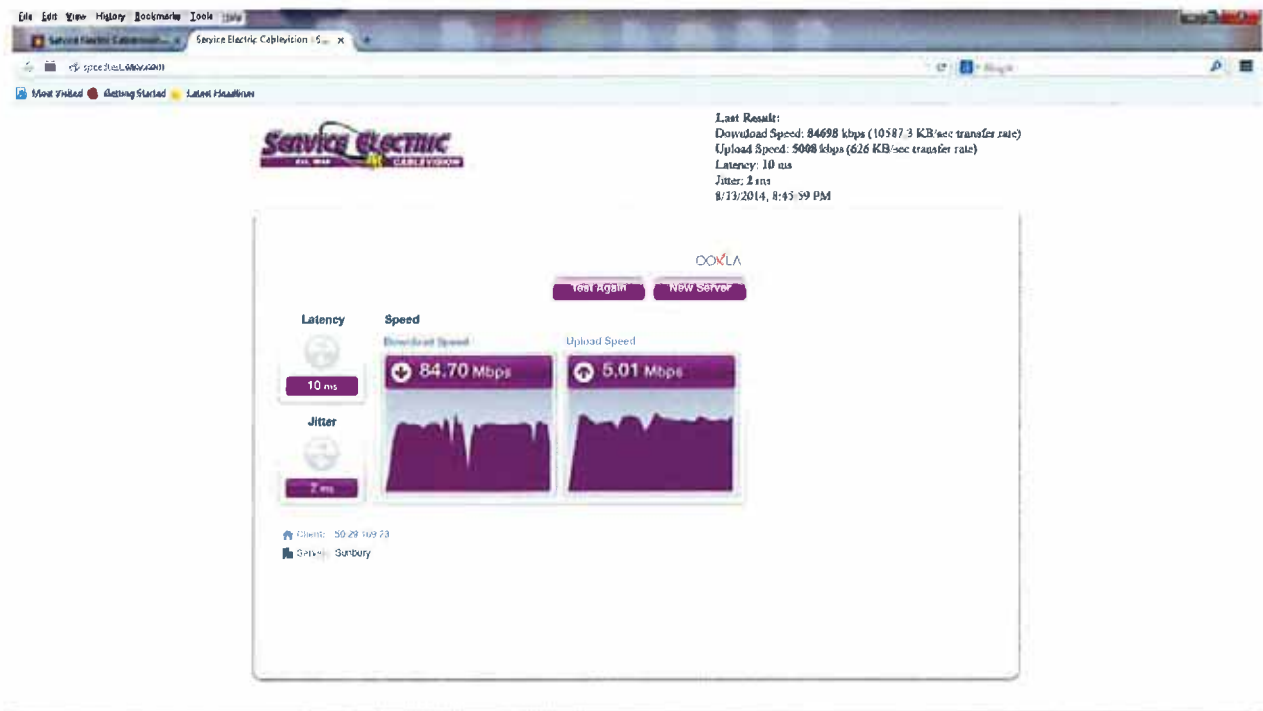 File Edit View History Bookmarks Tools Help
Service Electric Cablevision - S... x +
Most Visited Getting Started Latest Headlines
Service Electric
CABLEVISION
Last Result:
Download Speed: 84698 kbps (10587.3 KB/sec transfer rate)
Upload Speed: 5008 kbps (626 KB/sec transfer rate)
Latency: 10 ms
Jitter: 2 ms
8/13/2014, 8:45:59 PM
OOKLA
Test Again New Server
Latency Speed
Download Speed Upload Speed
84.70 Mbps 5.01 Mbps
10 ms
Jitter
2 ms
Client:
Server: Sunbury